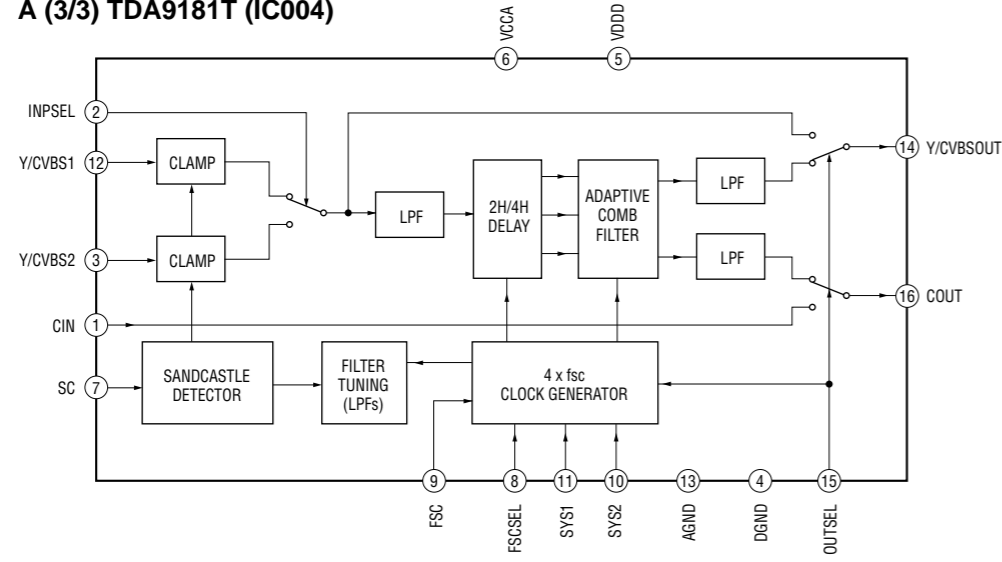 A (3/3) TDA9181T (IC004)
VCCA
VDDD
6
5
INPSEL 2
Y/CVBS1 12
CLAMP
LPF
2H/4H
DELAY
ADAPTIVE
COMB
FILTER
LPF
14 Y/CVBSOUT
Y/CVBS2 3
CLAMP
LPF
16 COUT
CIN 1
SC 7
SANDCASTLE
DETECTOR
FILTER
TUNING
(LPFs)
4 x fsc
CLOCK GENERATOR
9
8
11
10
13
4
15
FSC
FSCSEL
SYS1
SYS2
AGND
DGND
OUTSEL